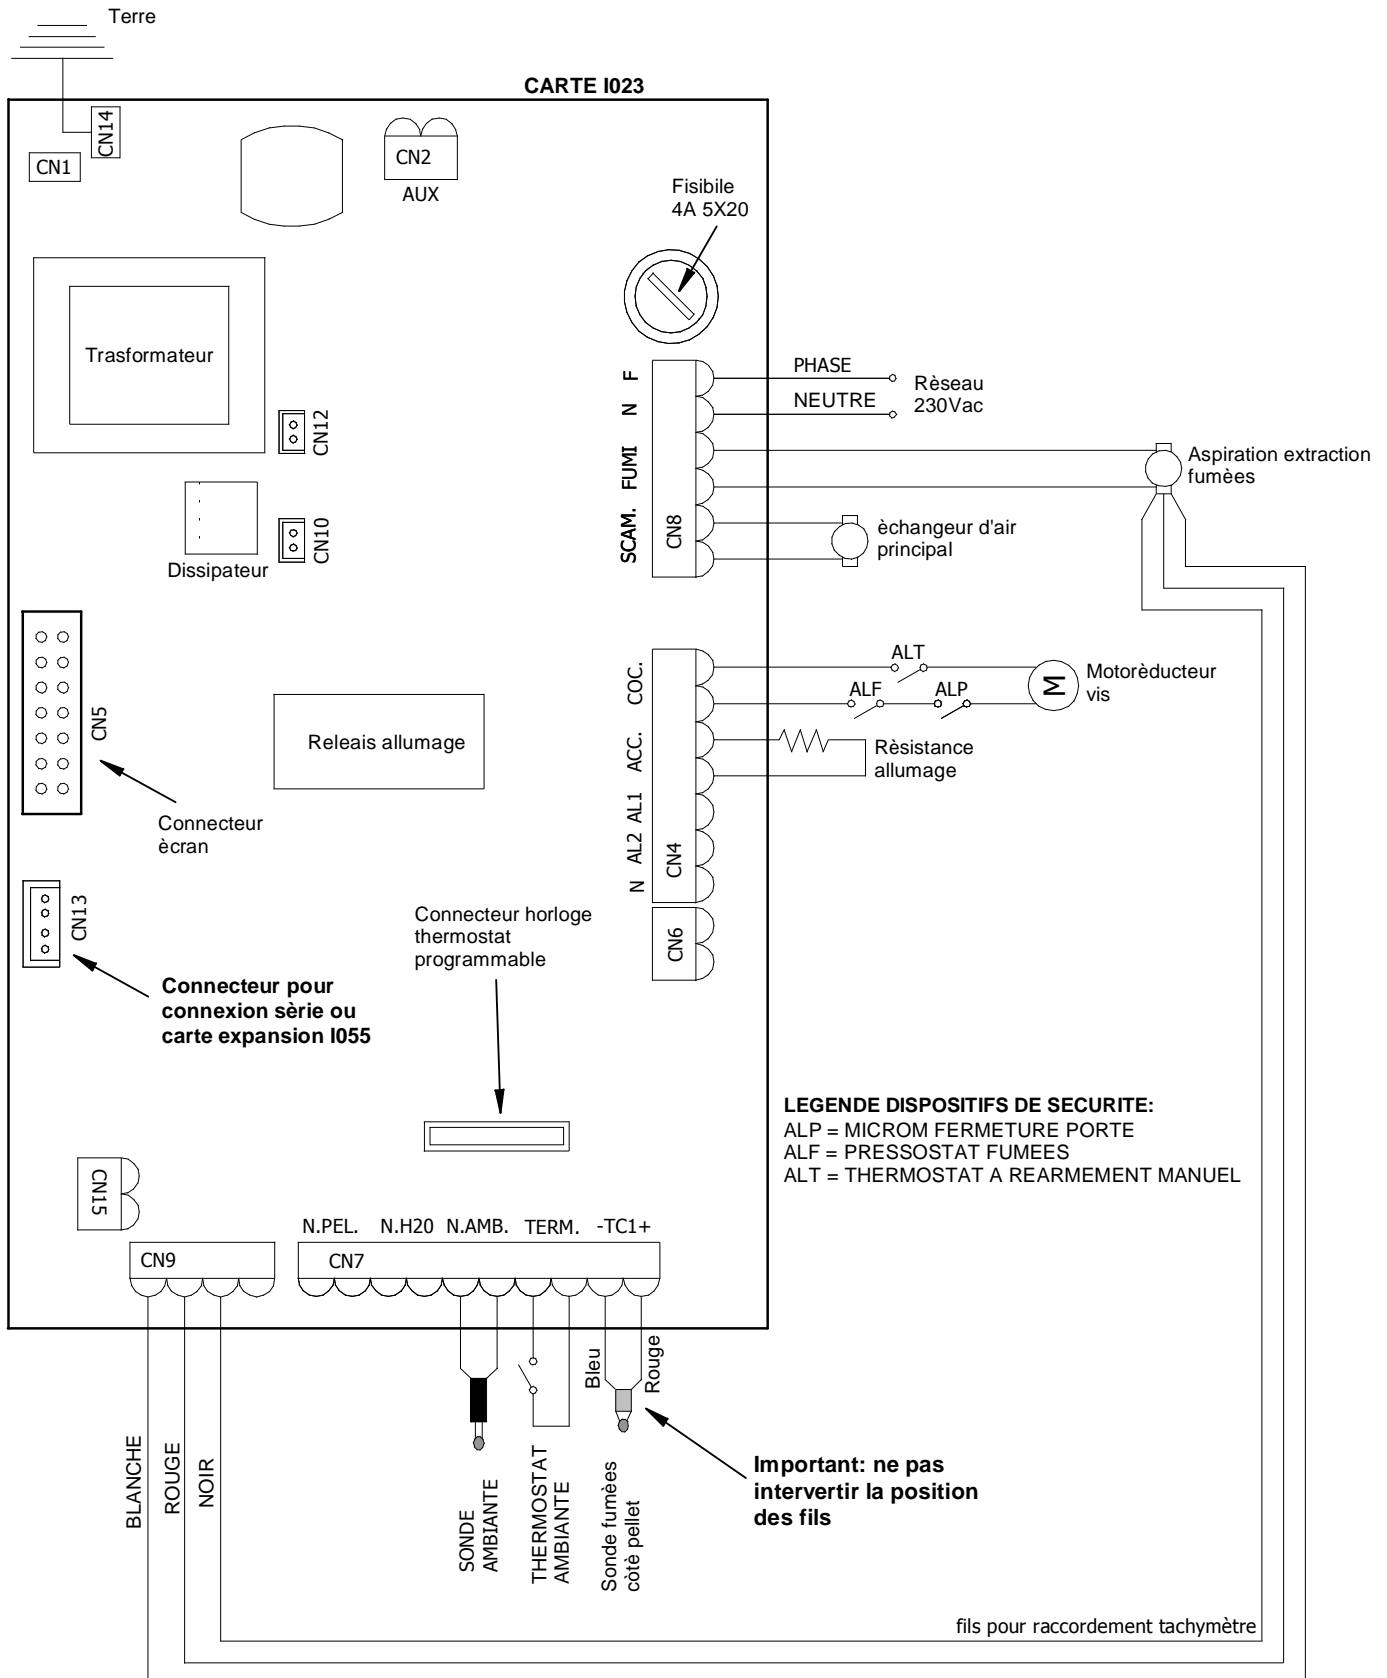 Terre
CARTE I023
CN14
CN1
CN2
AUX
Fisibile
4A 5X20
Trasformateur
CN12
F
N
FUMI
SCAM.
CN8
PHASE
NEUTRE
Rèseau
230Vac
Aspiration extraction
fumèes
èchangeur d'air
principal
Dissipateur
CN10
CN5
Connecteur
ècran
Releais allumage
COC.
ACC.
AL1
AL2
N
CN4
CN6
ALT
ALF
ALP
M
Motorèducteur
vis
Rèsistance
allumage
CN13
Connecteur pour
connexion sèrie ou
carte expansion I055
Connecteur horloge
thermostat
programmable
LEGENDE DISPOSITIFS DE SECURITE:
ALP = MICROM FERMETURE PORTE
ALF = PRESSOSTAT FUMEES
ALT = THERMOSTAT A REARMEMENT MANUEL
CN15
N.PEL. N.H20 N.AMB. TERM. -TC1+
CN9
CN7
Bleu
Rouge
BLANCHE
ROUGE
NOIR
SONDE
AMBIANTE
THERMOSTAT
AMBIANTE
Sonde fumèes
còtè pellet
Important: ne pas
intervertir la position
des fils
fils pour raccordement tachymètre